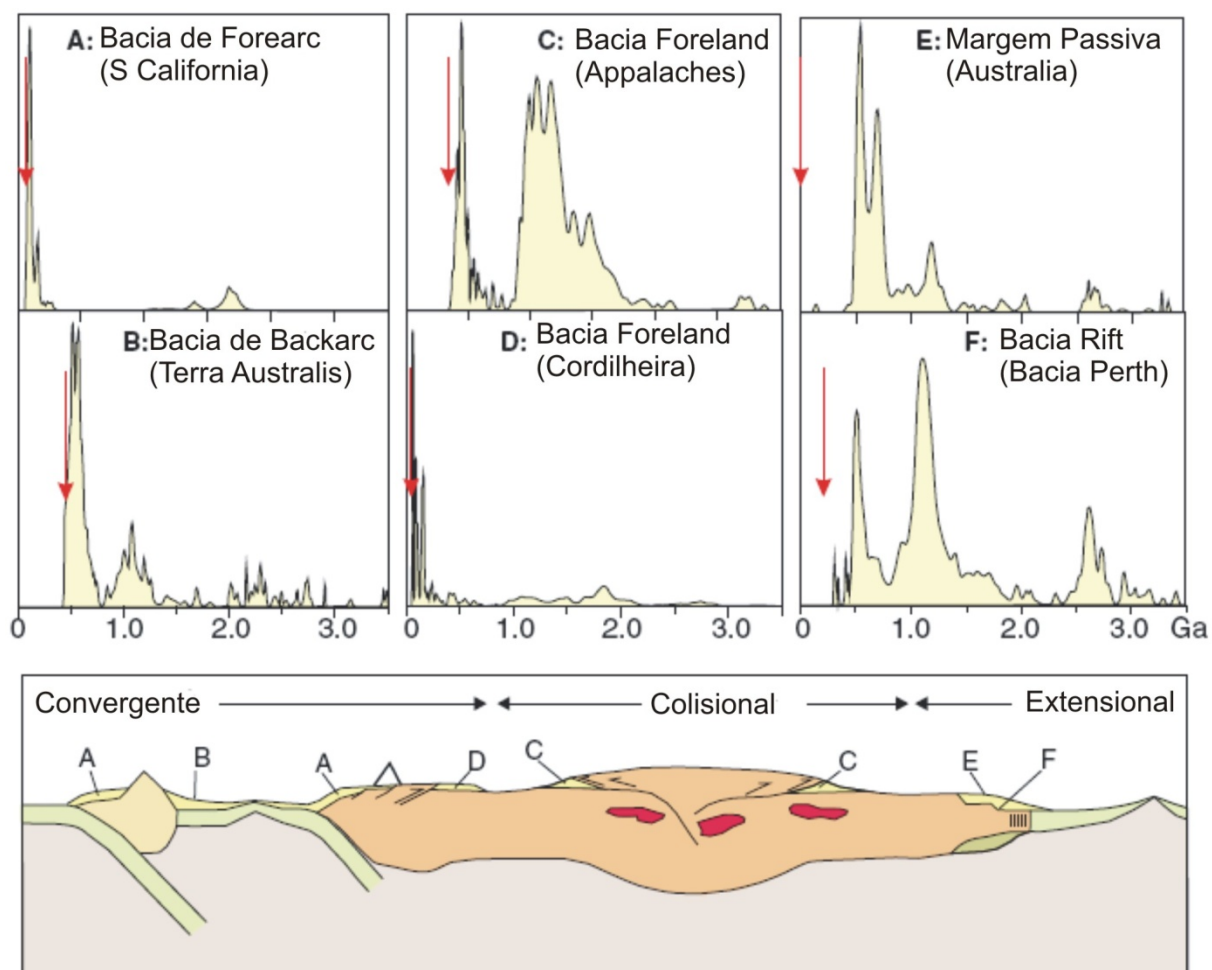 A: Bacia de Forearc
(S California)
C: Bacia Foreland
(Appalaches)
E: Margem Passiva
(Australia)
B:Bacia de Backarc
(Terra Australis)
D: Bacia Foreland
(Cordilheira)
F: Bacia Rift
(Bacia Perth)
0 1.0 2.0 3.0 0 1.0 2.0 3.0 0 1.0 2.0 3.0 Ga
Convergente Colisional Extensional
A B A D C C E F